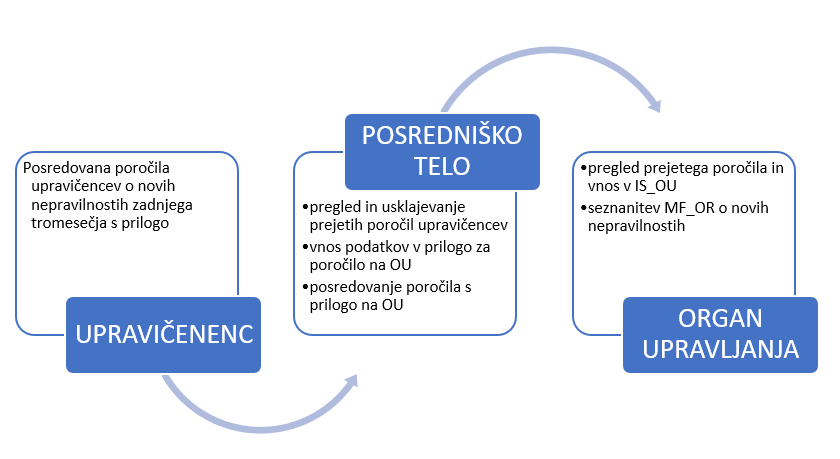 Posredovana poročila
upravičencev o novih
nepravilnostih zadnjega
tromesečja s prilogo
UPRAVIČENENC
POSREDNIŠKO
TELO
•pregled in usklajevanje
prejetih poročil upravičencev
•vnos podatkov v prilogo za
poročilo na OU
•posredovanje poročila s
prilogo na OU
•pregled prejetega poročila in
vnos v IS_OU
•seznanitev MF_OR o novih
nepravilnostih
ORGAN
UPRAVLJANJA